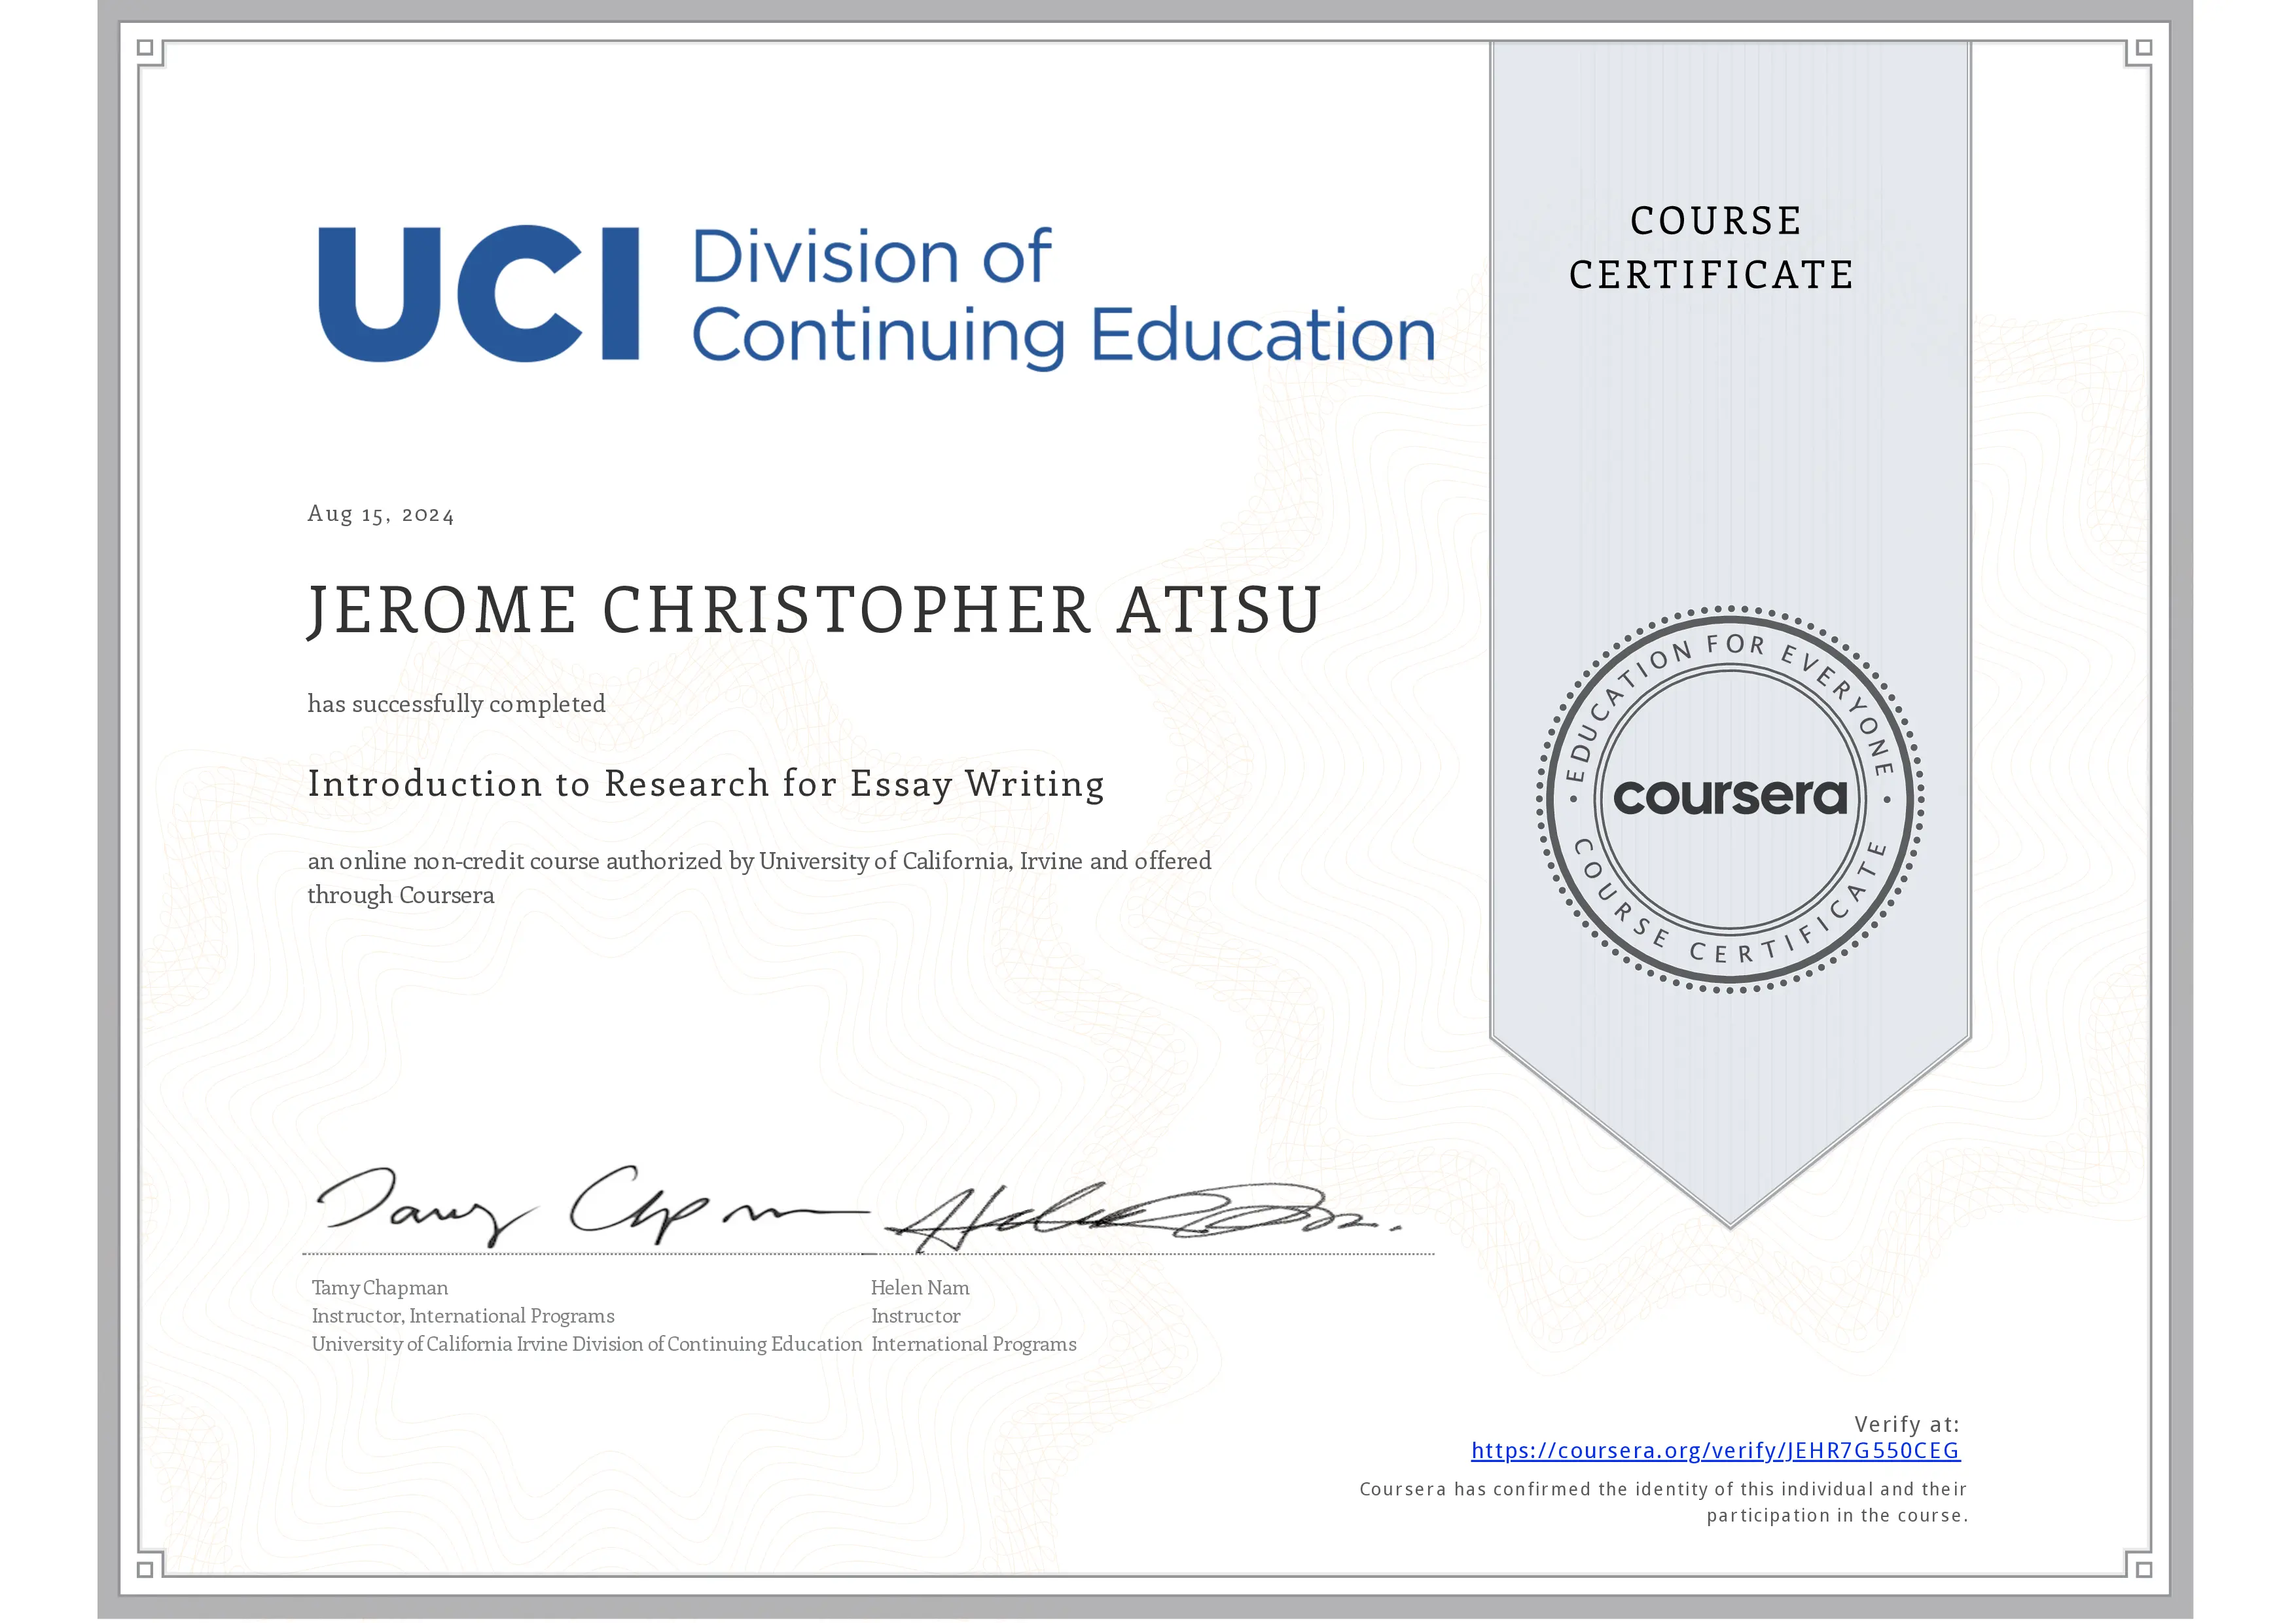 UCI Division of
Continuing Education
COURSE
CERTIFICATE
Aug 15, 2024
JEROME CHRISTOPHER ATISU
has successfully completed
Introduction to Research for Essay Writing
an online non-credit course authorized by University of California, Irvine and offered
through Coursera
EDUCATION FOR EVERYONE
coursera
COURSE CERTIFICATE
Tamy Chapman
Instructor, International Programs
University of California Irvine Division of Continuing Education
Helen Nam
Instructor
International Programs
Verify at:
https://coursera.org/verify/JEHR7G550CEG
Coursera has confirmed the identity of this individual and their
participation in the course.